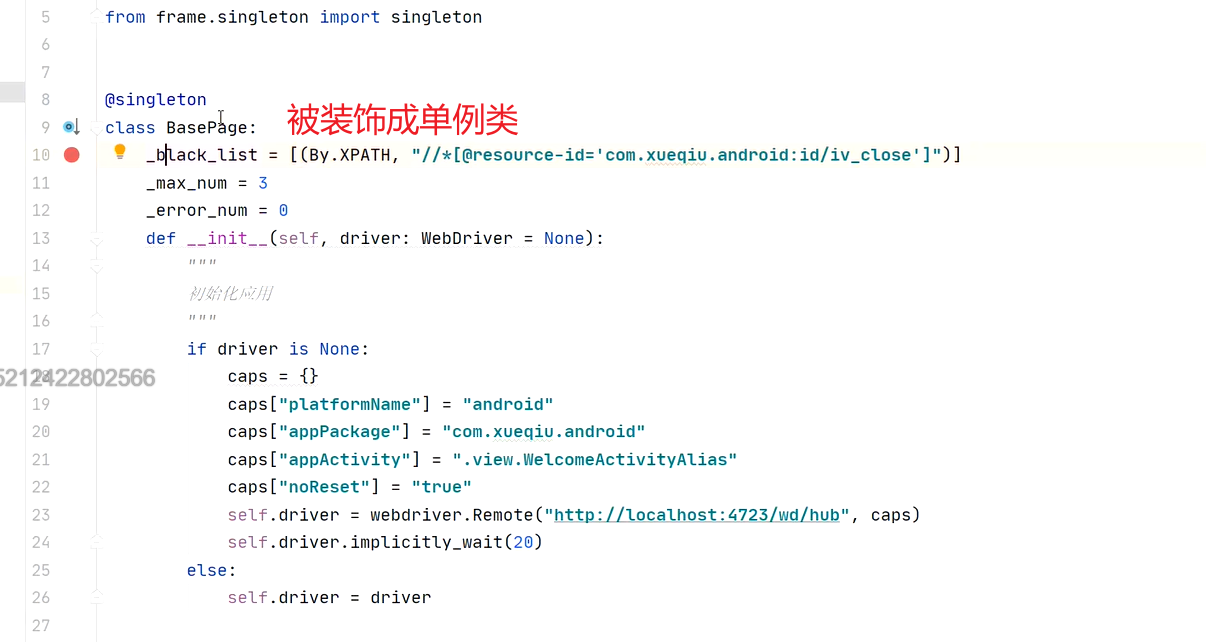 5 from frame.singleton import singleton
6
7
8 @singleton
9 class BasePage: 被装饰成单例类
10 _black_list = [(By.XPATH, "//*[@resource-id='com.xueqiu.android:id/iv_close']")]
11 _max_num = 3
12 _error_num = 0
13 def __init__(self, driver: WebDriver = None):
14 """
15 初始化应用
16 """
17 if driver is None:
18 caps = {}
5212422802566
19 caps["platformName"] = "android"
20 caps["appPackage"] = "com.xueqiu.android"
21 caps["appActivity"] = ".view.WelcomeActivityAlias"
22 caps["noReset"] = "true"
23 self.driver = webdriver.Remote("http://localhost:4723/wd/hub", caps)
24 self.driver.implicitly_wait(20)
25 else:
26 self.driver = driver
27